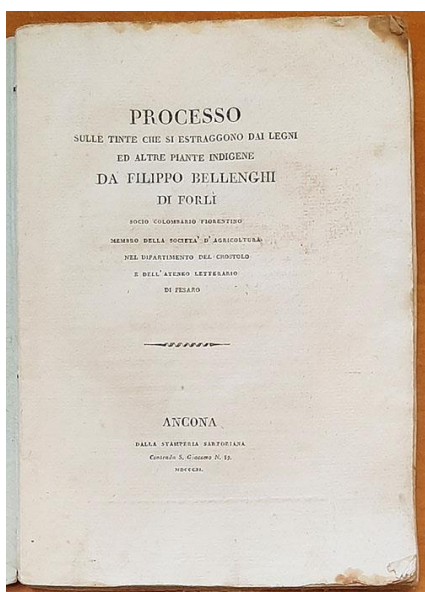 PROCESSO
SULLE TINTE CHE SI ESTRAGGONO DAI LEGNI
ED ALTRE PIANTE INDIGENE
DA FILIPPO BELLENGHI
DI FORLÌ
SOCIO COLOMBARIO FIORENTINO
MEMBRO DELLA SOCIETA' D'AGRICOLTURA
NEL DIPARTIMENTO DEL CROSTOLO
E DELL'ATENEO LETTERARIO
DI PESARO
ANCONA
DALLA STAMPERIA SARTORIANA
Contrada S. Giacomo N.
MDCCCXI.